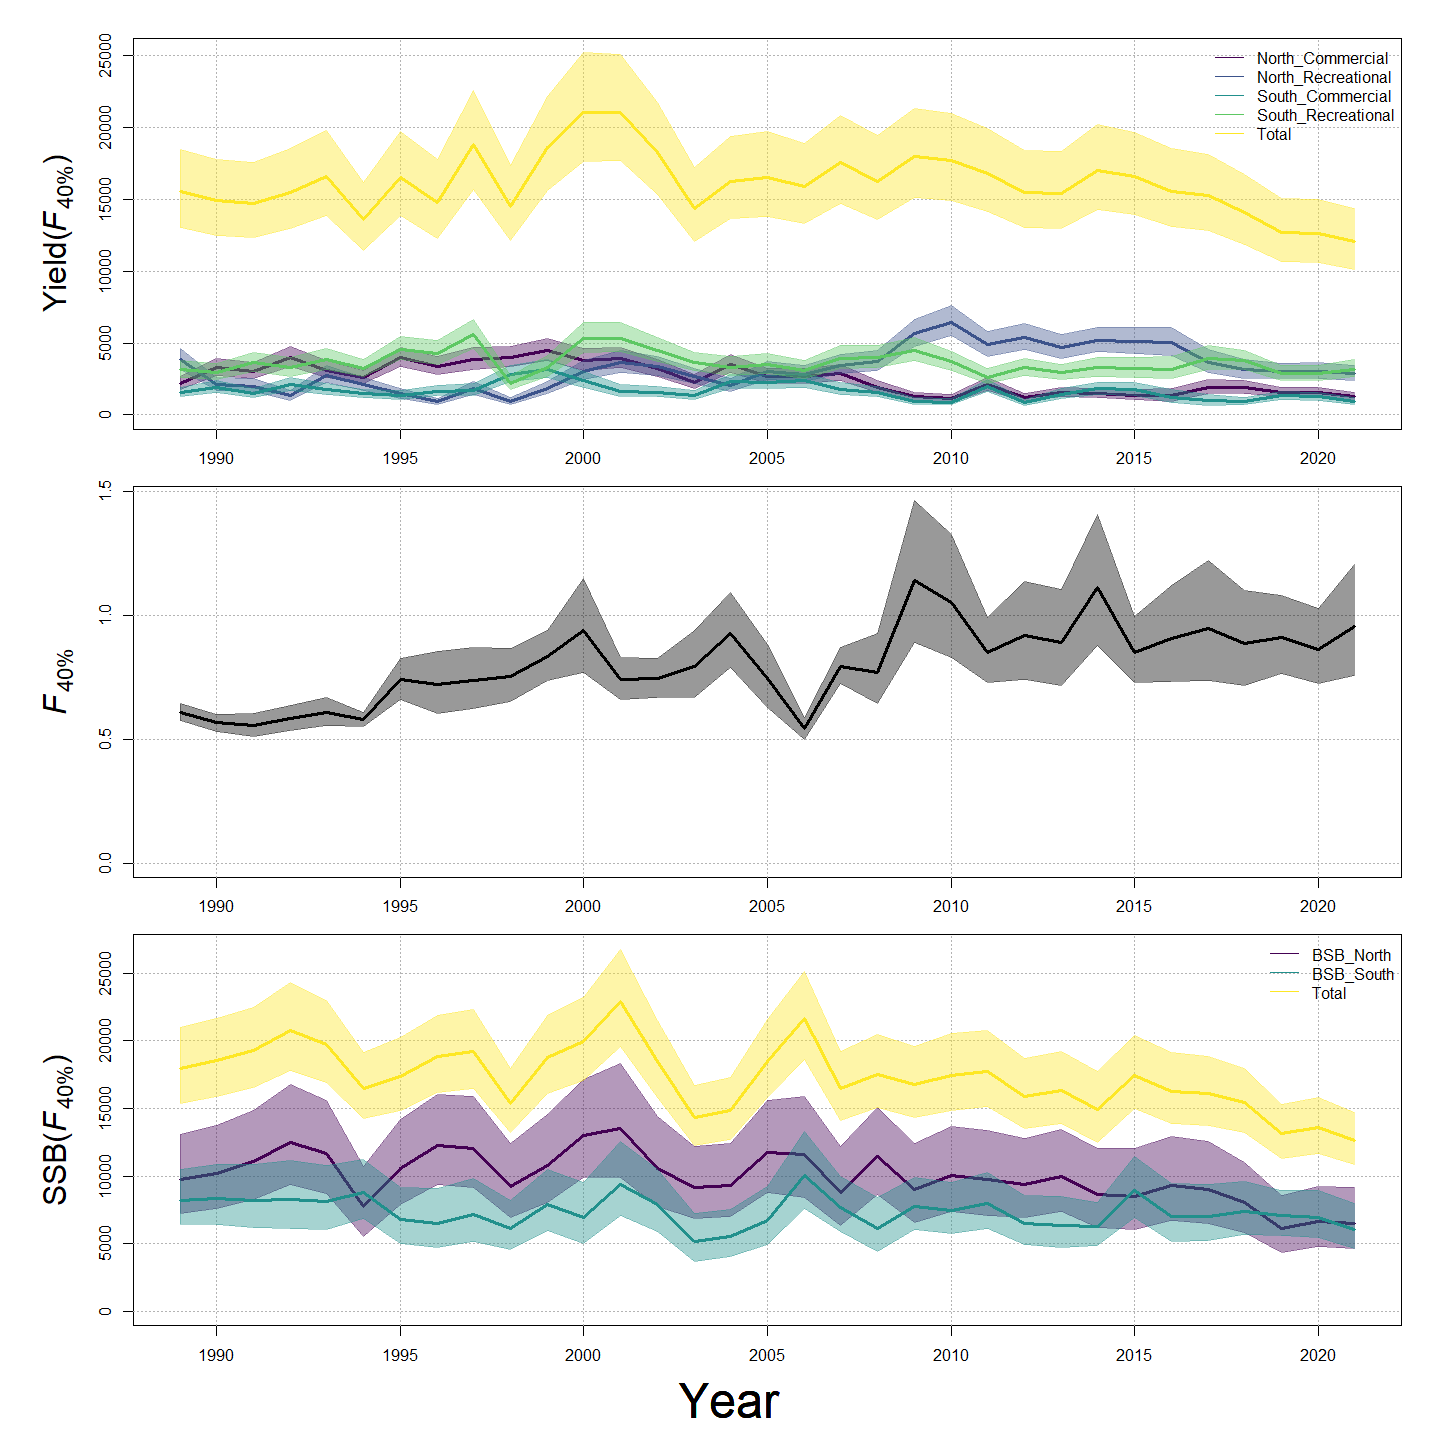 Yield(F40%)
25000
20000
15000
10000
5000
0
North_Commercial
North_Recreational
South_Commercial
South_Recreational
Total
1990 1995 2000 2005 2010 2015 2020
F40%
1.5
1.0
0.5
0.0
1990 1995 2000 2005 2010 2015 2020
SSB(F40%)
25000
20000
15000
10000
5000
0
BSB_North
BSB_South
Total
1990 1995 2000 2005 2010 2015 2020
Year